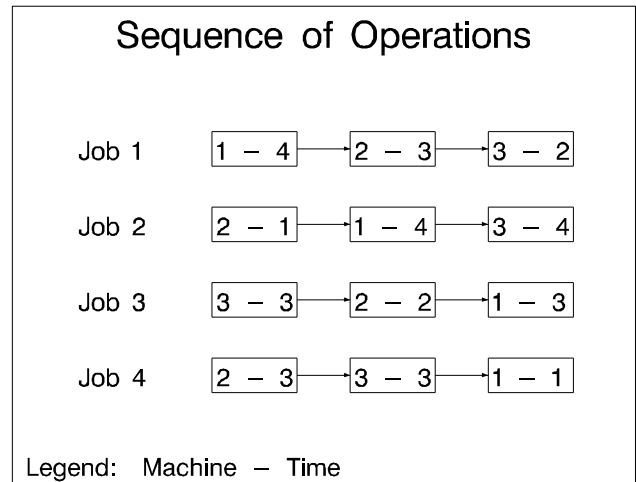 Sequence of Operations
Job 1 1 – 4 2 – 3 3 – 2
Job 2 2 – 1 1 – 4 3 – 4
Job 3 3 – 3 2 – 2 1 – 3
Job 4 2 – 3 3 – 3 1 – 1
Legend: Machine – Time